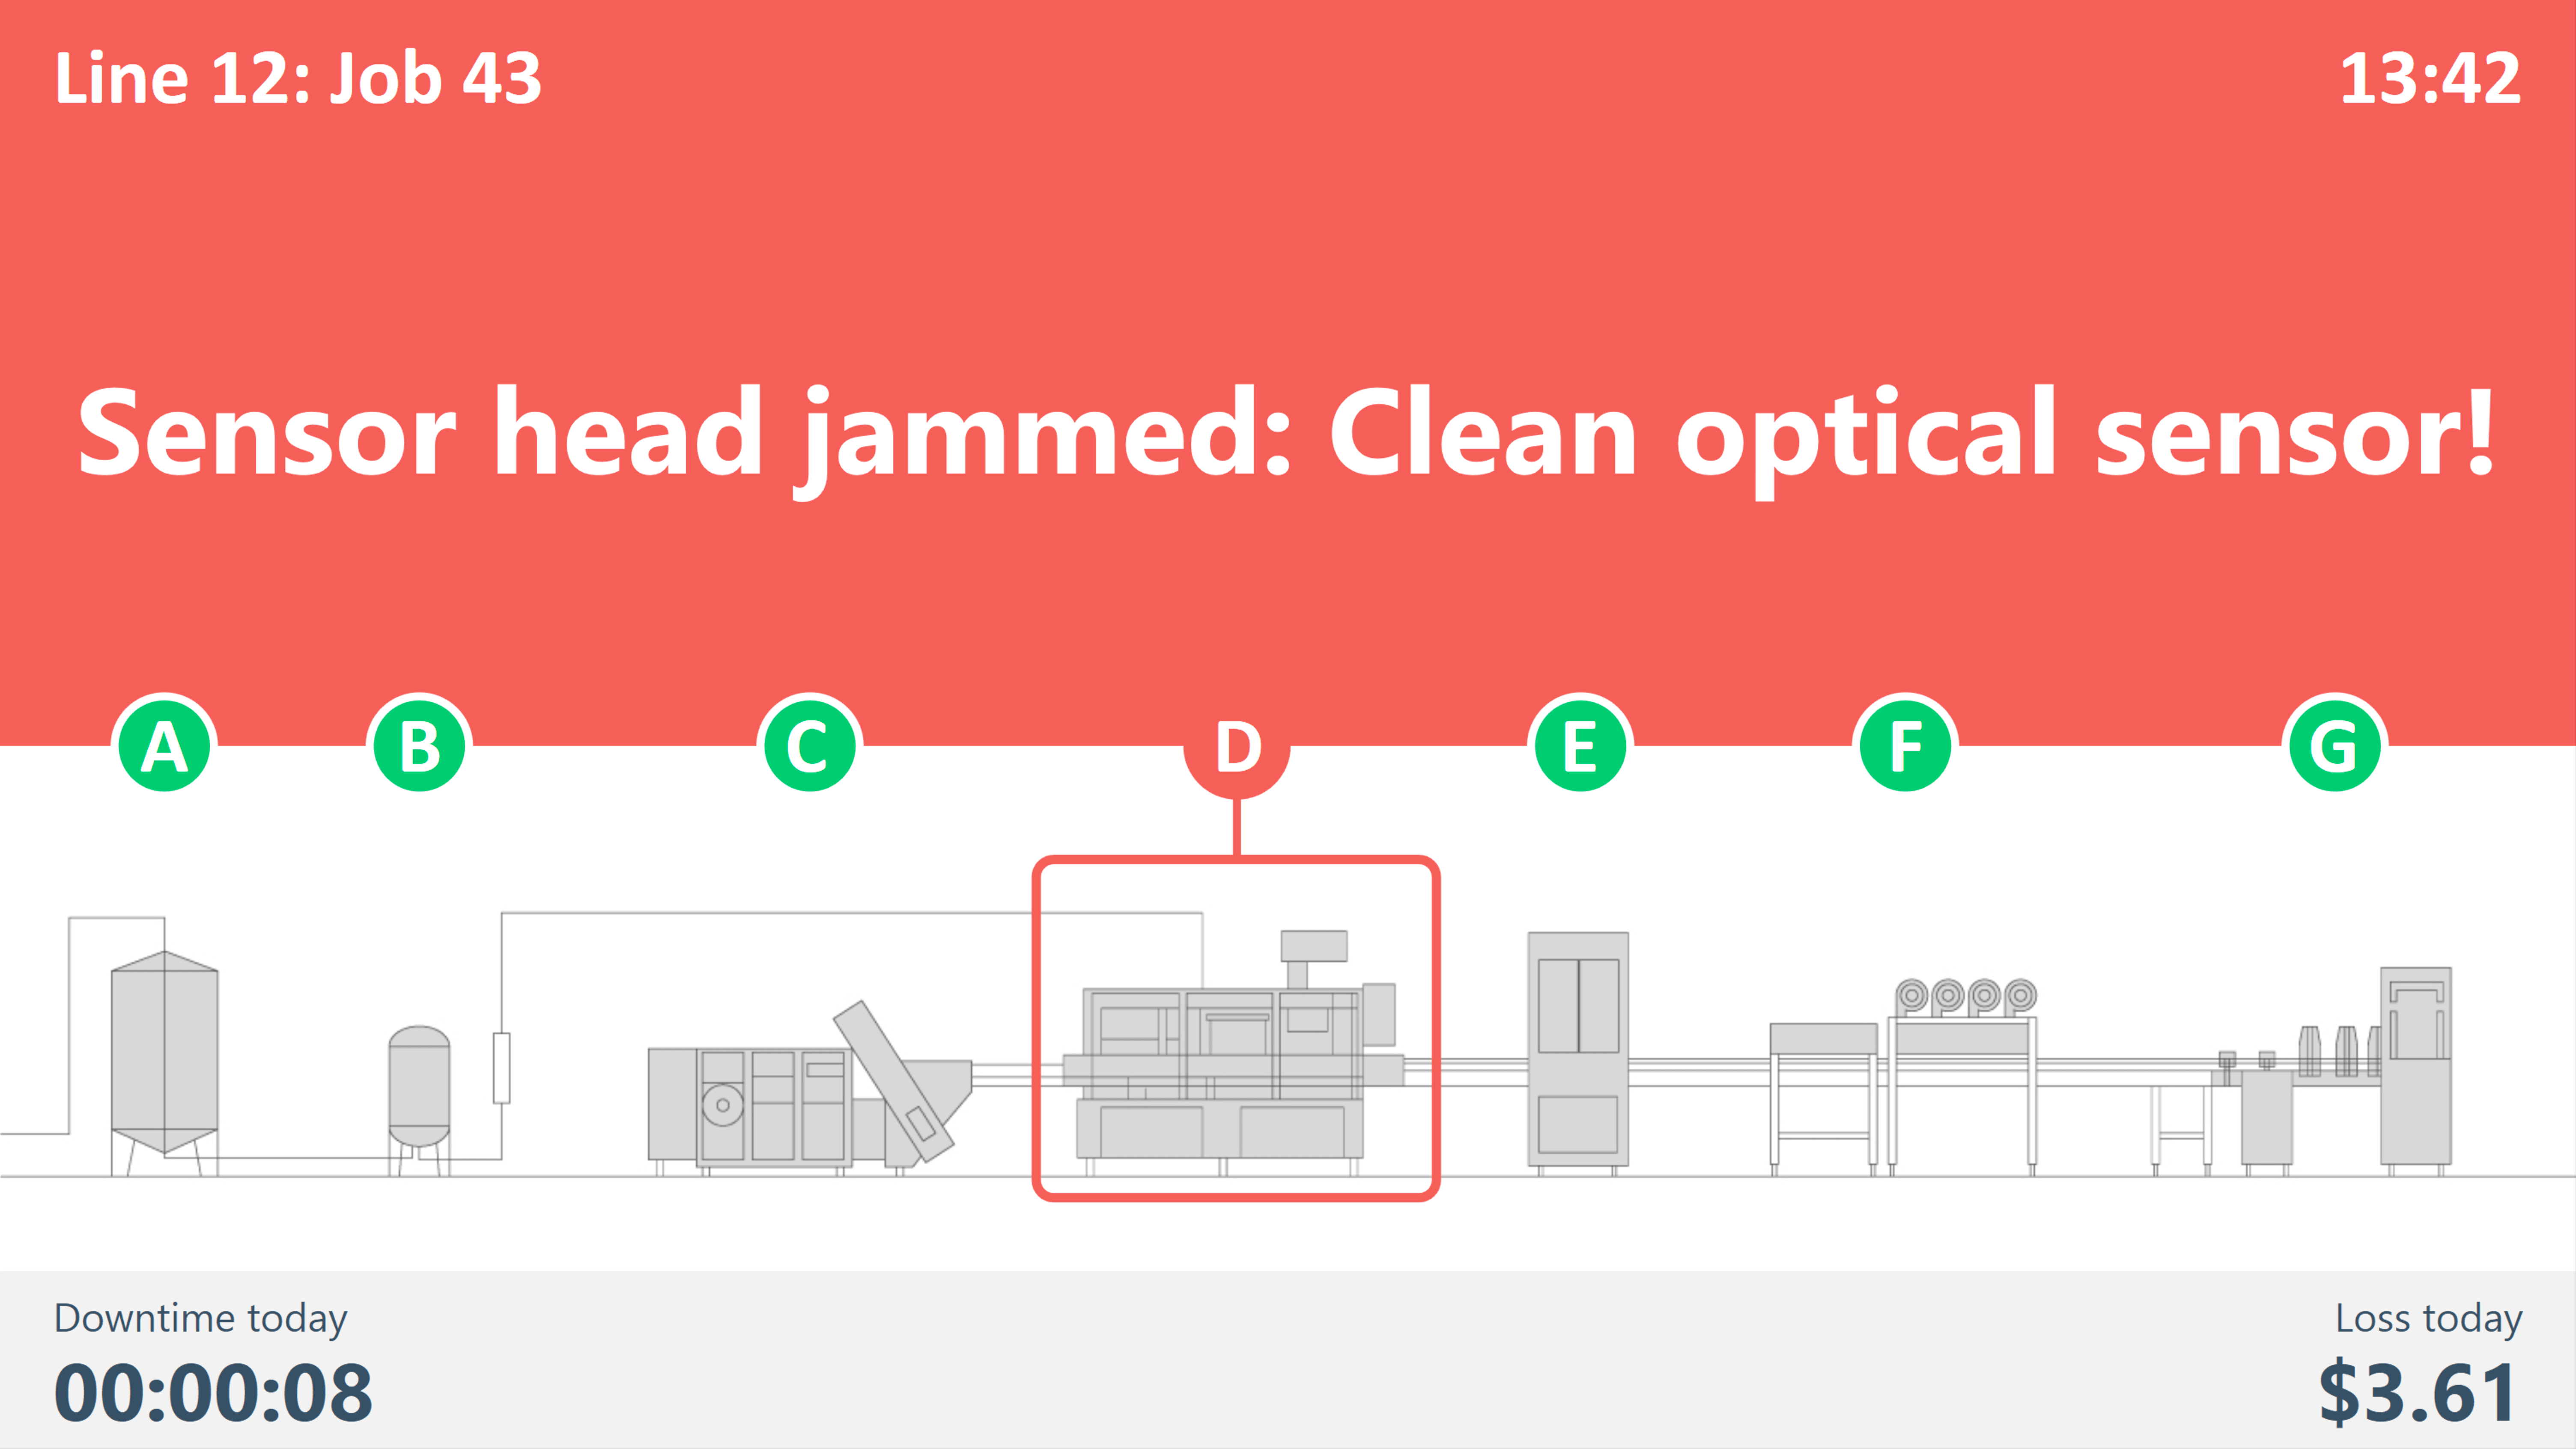 Line 12: Job 43
13:42
Sensor head jammed: Clean optical sensor!
A
B
C
D
E
F
G
Downtime today
Loss today
00:00:08
$3.61